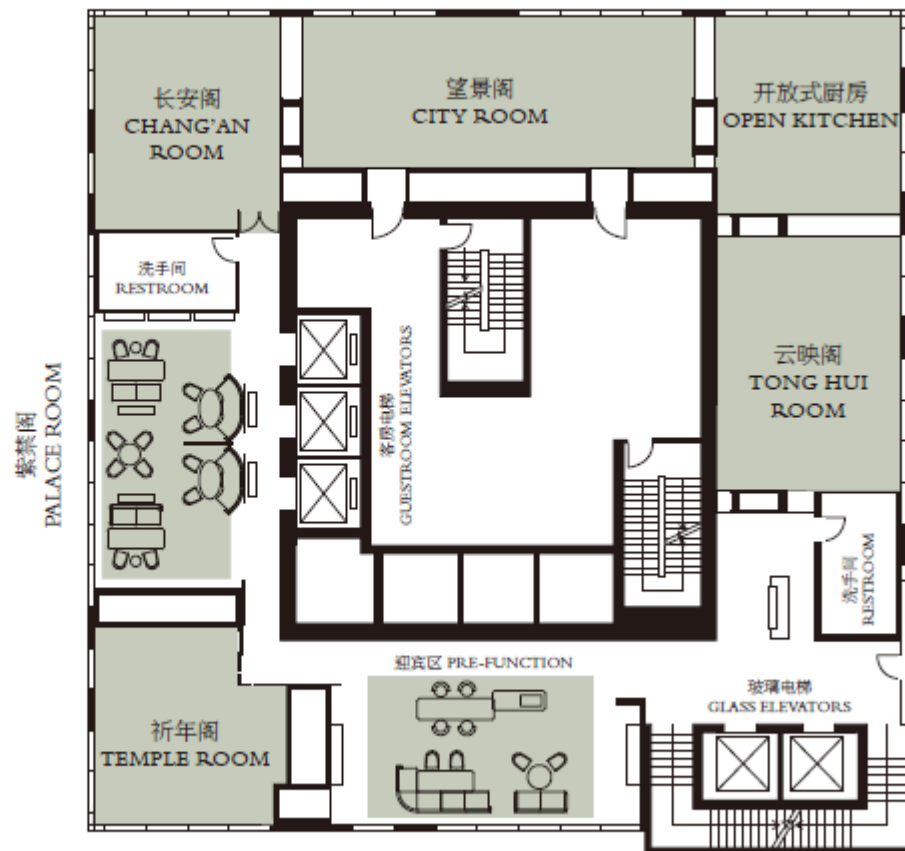 长安阁
CHANG'AN
ROOM
望景阁
CITY ROOM
开放式厨房
OPEN KITCHEN
洗手间
RESTROOM
紫禁阁
PALACE ROOM
客房电梯
GUESTROOM ELEVATORS
云映阁
TONG HUI
ROOM
洗手间
RESTROOM
迎宾区 PRE-FUNCTION
玻璃电梯
GLASS ELEVATORS
祈年阁
TEMPLE ROOM